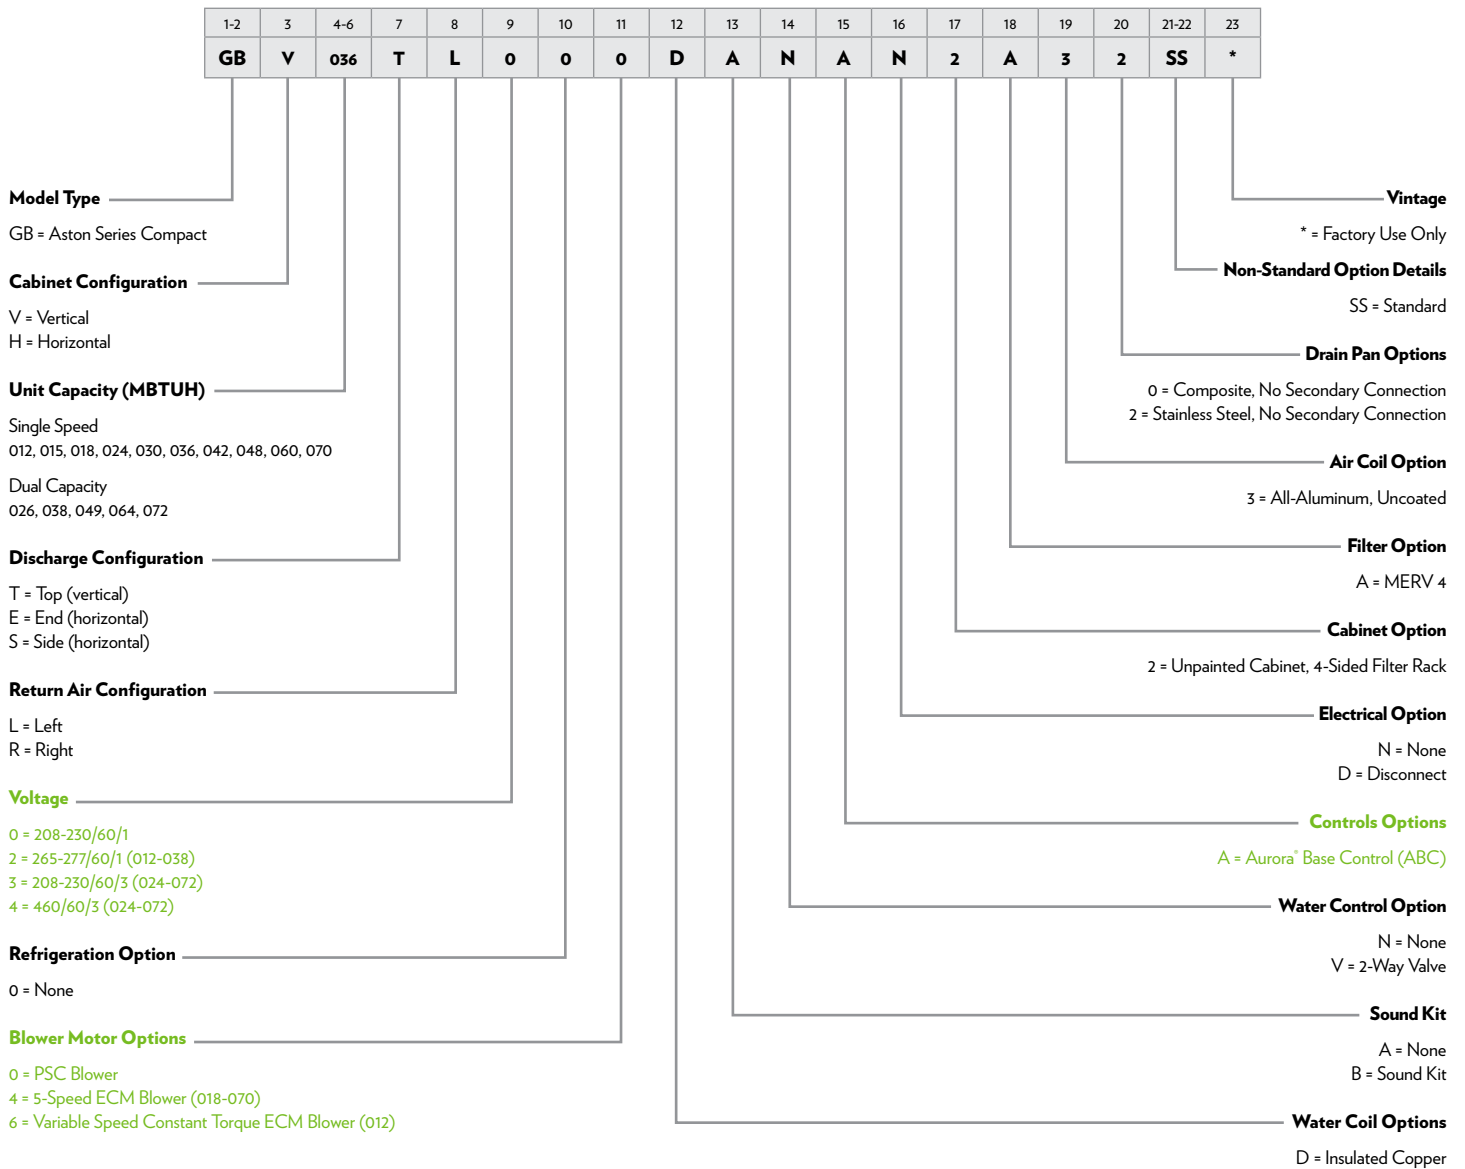 1-2 3 4-6 7 8 9 10 11 12 13 14 15 16 17 18 19 20 21-22 23
GB V 036 T L 0 0 0 D A N A N 2 A 3 2 SS *
Model Type
GB = Aston Series Compact
Cabinet Configuration
V = Vertical
H = Horizontal
Unit Capacity (MBTUH)
Single Speed
012, 015, 018, 024, 030, 036, 042, 048, 060, 070
Dual Capacity
026, 038, 049, 064, 072
Discharge Configuration
T = Top (vertical)
E = End (horizontal)
S = Side (horizontal)
Return Air Configuration
L = Left
R = Right
Voltage
0 = 208-230/60/1
2 = 265-277/60/1 (012-038)
3 = 208-230/60/3 (024-072)
4 = 460/60/3 (024-072)
Refrigeration Option
0 = None
Blower Motor Options
0 = PSC Blower
4 = 5-Speed ECM Blower (018-070)
6 = Variable Speed Constant Torque ECM Blower (012)
Vintage
* = Factory Use Only
Non-Standard Option Details
SS = Standard
Drain Pan Options
0 = Composite, No Secondary Connection
2 = Stainless Steel, No Secondary Connection
Air Coil Option
3 = All-Aluminum, Uncoated
Filter Option
A = MERV 4
Cabinet Option
2 = Unpainted Cabinet, 4-Sided Filter Rack
Electrical Option
N = None
D = Disconnect
Controls Options
A = Aurora® Base Control (ABC)
Water Control Option
N = None
V = 2-Way Valve
Sound Kit
A = None
B = Sound Kit
Water Coil Options
D = Insulated Copper